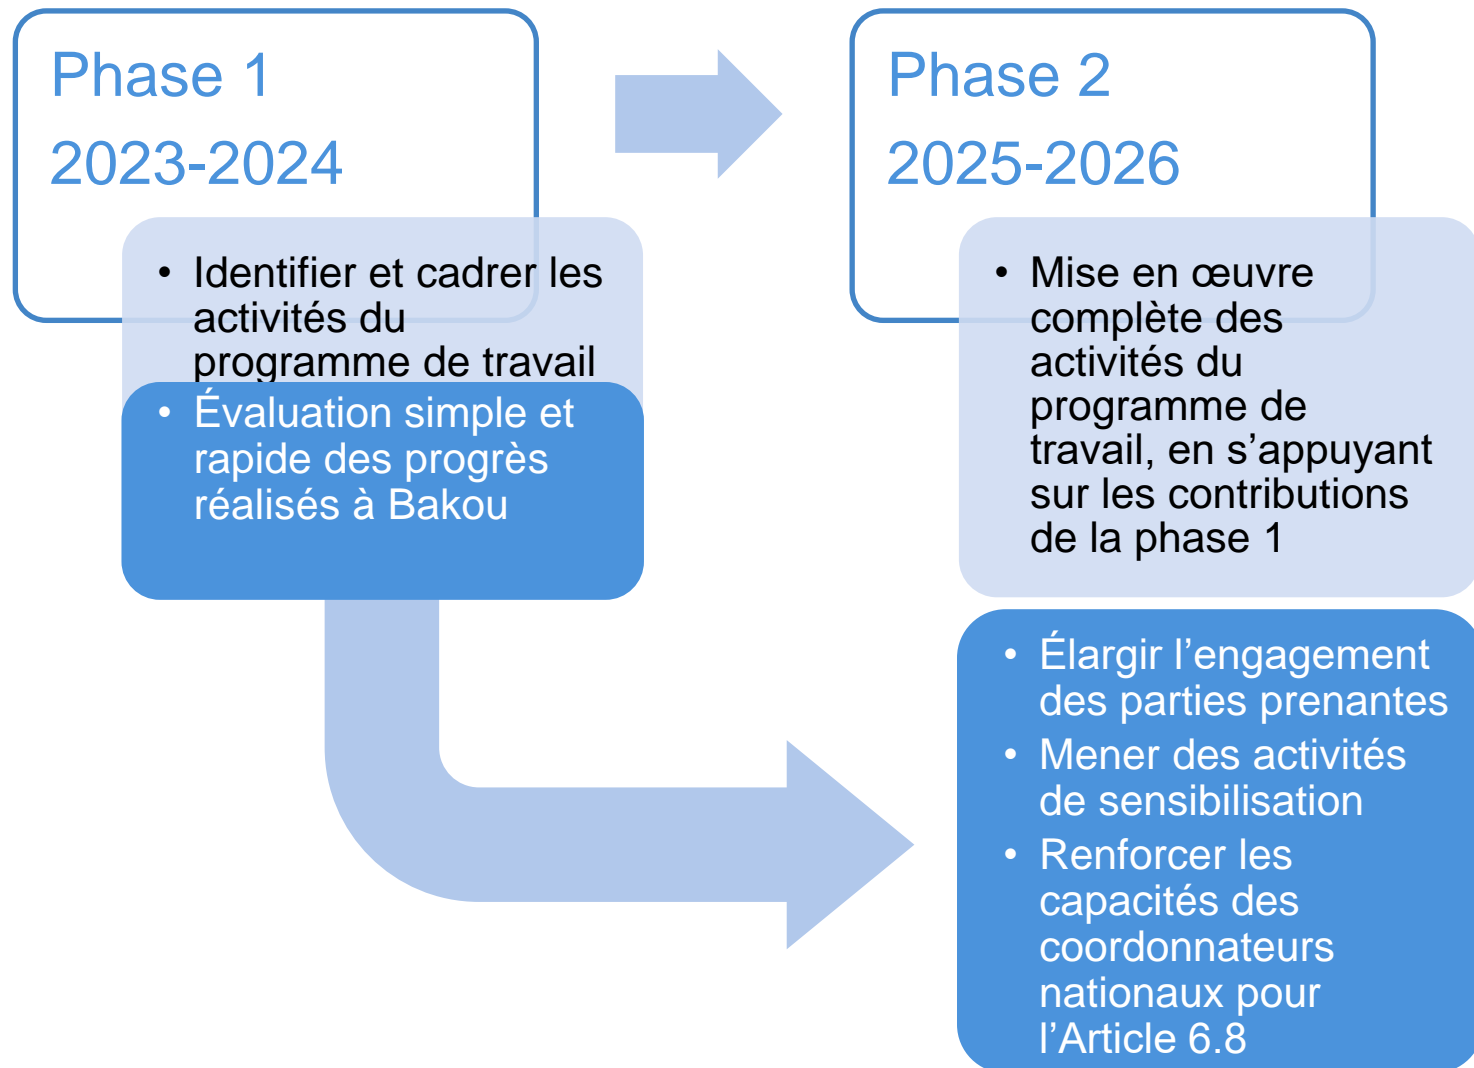 Phase 1
2023-2024
• Identifier et cadrer les
activités du
programme de travail
• Évaluation simple et
rapide des progrès
réalisés à Bakou
Phase 2
2025-2026
• Mise en œuvre
complète des
activités du
programme de
travail, en s’appuyant
sur les contributions
de la phase 1
• Élargir l’engagement
des parties prenantes
• Mener des activités
de sensibilisation
• Renforcer les
capacités des
coordonnateurs
nationaux pour
l’Article 6.8